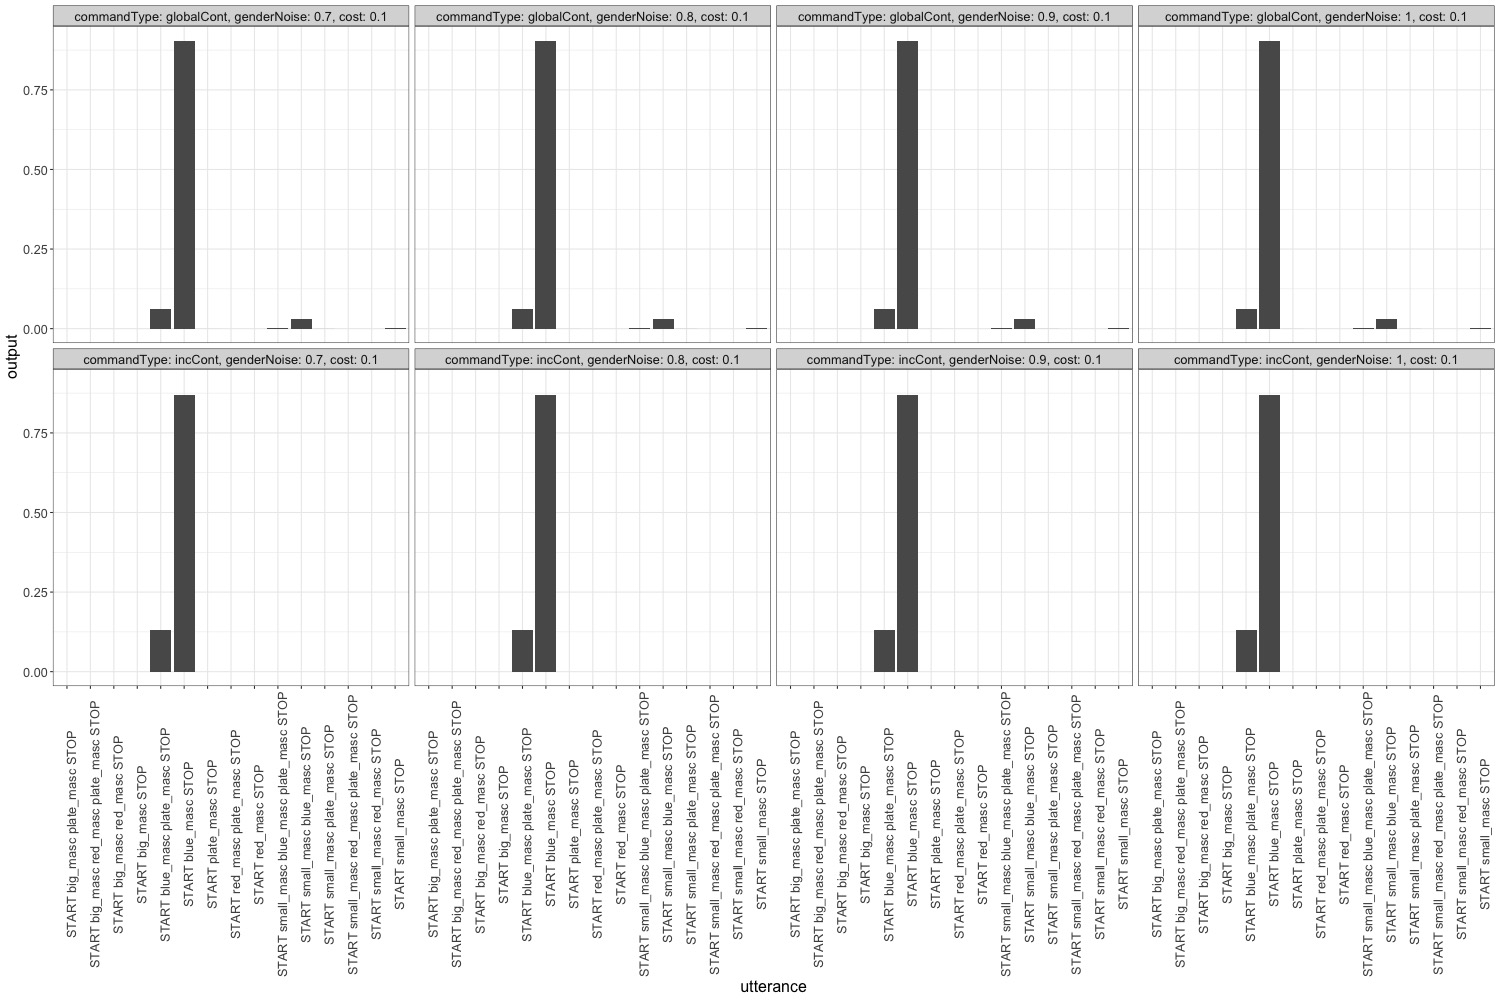 commandType: globalCont, genderNoise: 0.7, cost: 0.1
commandType: globalCont, genderNoise: 0.8, cost: 0.1
commandType: globalCont, genderNoise: 0.9, cost: 0.1
commandType: globalCont, genderNoise: 1, cost: 0.1
0.75
0.50
0.25
0.00
output
commandType: incCont, genderNoise: 0.7, cost: 0.1
commandType: incCont, genderNoise: 0.8, cost: 0.1
commandType: incCont, genderNoise: 0.9, cost: 0.1
commandType: incCont, genderNoise: 1, cost: 0.1
0.75
0.50
0.25
0.00
START big_masc plate_masc STOP
START big_masc red_masc plate_masc STOP
START big_masc red_masc STOP
START big_masc STOP
START blue_masc plate_masc STOP
START blue_masc STOP
START plate_masc STOP
START red_masc plate_masc STOP
START red_masc STOP
START small_masc blue_masc plate_masc STOP
START small_masc blue_masc STOP
START small_masc plate_masc STOP
START small_masc red_masc plate_masc STOP
START small_masc red_masc STOP
START small_masc STOP
START big_masc plate_masc STOP
START big_masc red_masc plate_masc STOP
START big_masc red_masc STOP
START big_masc STOP
START blue_masc plate_masc STOP
START blue_masc STOP
START plate_masc STOP
START red_masc plate_masc STOP
START red_masc STOP
START small_masc blue_masc plate_masc STOP
START small_masc blue_masc STOP
START small_masc plate_masc STOP
START small_masc red_masc plate_masc STOP
START small_masc red_masc STOP
START small_masc STOP
START big_masc plate_masc STOP
START big_masc red_masc plate_masc STOP
START big_masc red_masc STOP
START big_masc STOP
START blue_masc plate_masc STOP
START blue_masc STOP
START plate_masc STOP
START red_masc plate_masc STOP
START red_masc STOP
START small_masc blue_masc plate_masc STOP
START small_masc blue_masc STOP
START small_masc plate_masc STOP
START small_masc red_masc plate_masc STOP
START small_masc red_masc STOP
START small_masc STOP
START big_masc plate_masc STOP
START big_masc red_masc plate_masc STOP
START big_masc red_masc STOP
START big_masc STOP
START blue_masc plate_masc STOP
START blue_masc STOP
START plate_masc STOP
START red_masc plate_masc STOP
START red_masc STOP
START small_masc blue_masc plate_masc STOP
START small_masc blue_masc STOP
START small_masc plate_masc STOP
START small_masc red_masc plate_masc STOP
START small_masc red_masc STOP
START small_masc STOP
utterance